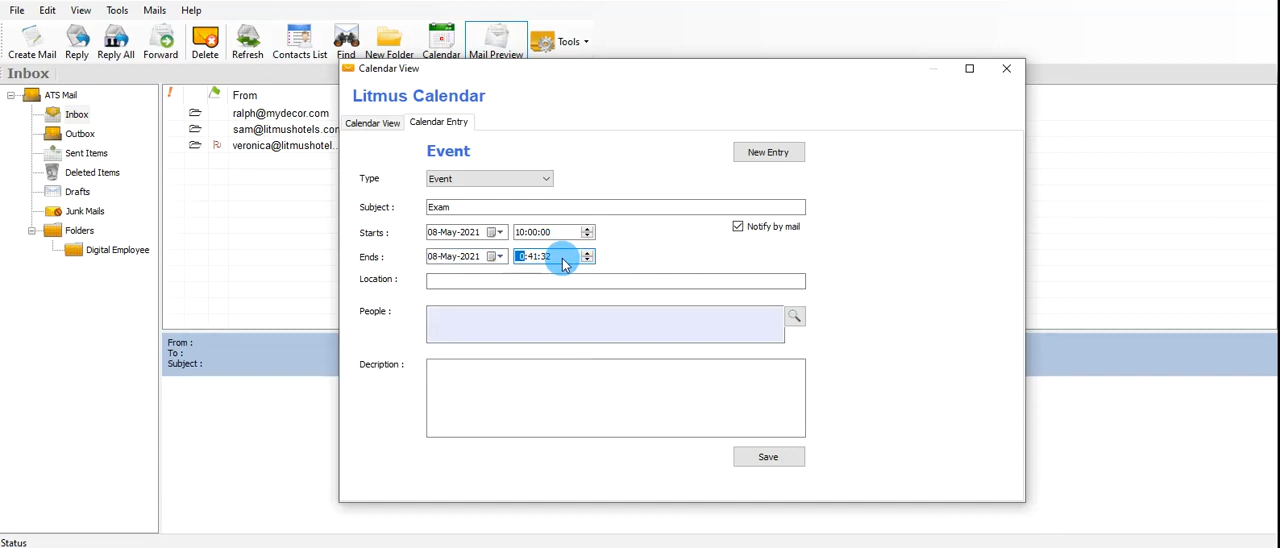 File Edit View Tools Mails Help
Create Mail Reply Reply All Forward Delete Refresh Contacts List Find New Folder Calendar Mail Preview Tools
Inbox
ATS Mail
Inbox
Outbox
Sent Items
Deleted Items
Drafts
Junk Mails
Folders
Digital Employee
! From
ralph@mydecor.com
sam@litmushotels.con
veronica@litmushotel...
From :
To :
Subject :
Calendar View
Litmus Calendar
Calendar View Calendar Entry
Event
New Entry
Type Event
Subject : Exam
Starts : 08-May-2021 10:00:00
Notify by mail
Ends : 08-May-2021 0:41:32
Location :
People :
Decription :
Save
Status